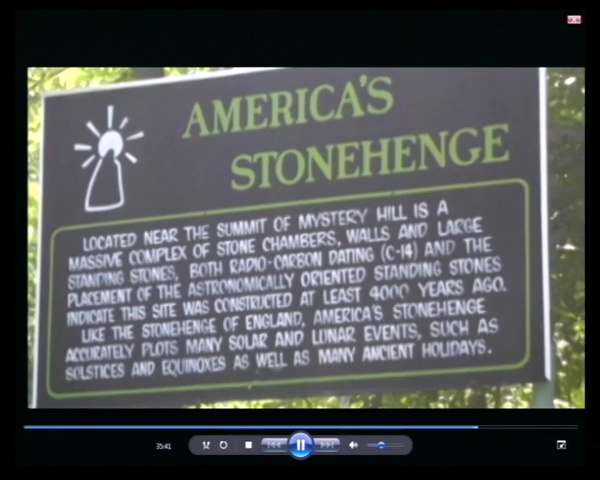 AMERICA'S
STONEHENGE
LOCATED NEAR THE SUMMIT OF MYSTERY HILL IS A
MASSIVE COMPLEX OF STONE CHAMBERS, WALLS AND LARGE
STANDING STONES, BOTH RADIO-CARBON DATING (C-14) AND THE
PLACEMENT OF THE ASTRONOMICALLY ORIENTED STANDING STONES
INDICATE THIS SITE WAS CONSTRUCTED AT LEAST 4000 YEARS AGO.
LIKE THE STONEHENGE OF ENGLAND, AMERICA'S STONEHENGE
ACCURATELY PLOTS MANY SOLAR AND LUNAR EVENTS, SUCH AS
SOLSTICES AND EQUINOXES AS WELL AS MANY ANCIENT HOLIDAYS.
35:41